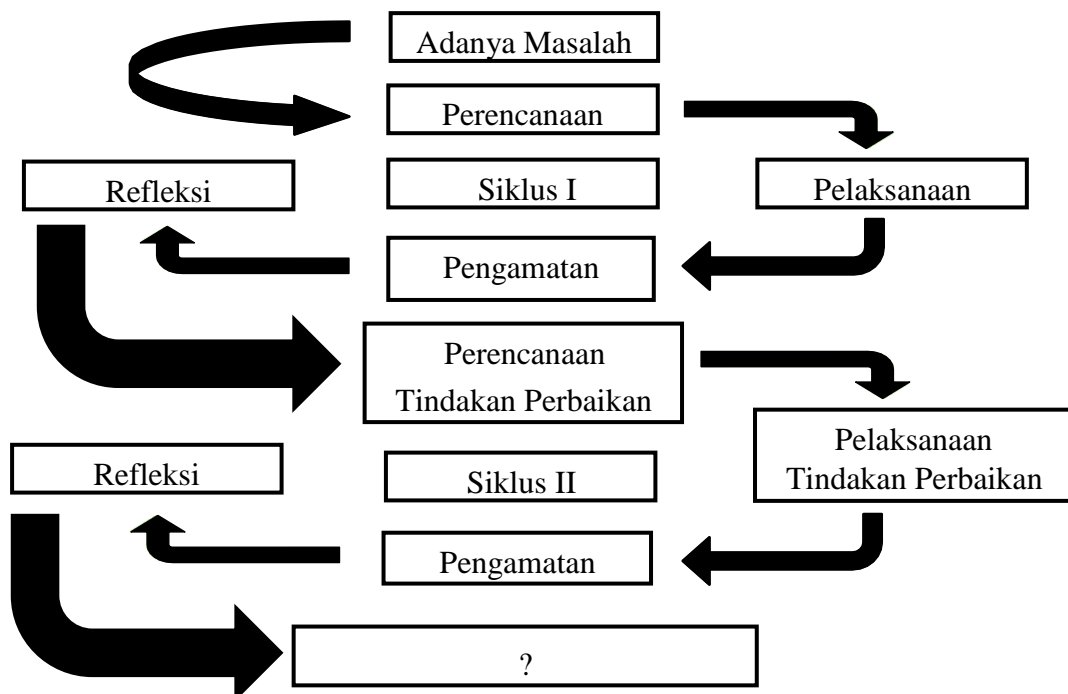 Adanya Masalah
Perencanaan
Refleksi
Siklus I
Pelaksanaan
Pengamatan
Perencanaan
Tindakan Perbaikan
Pelaksanaan
Tindakan Perbaikan
Refleksi
Siklus II
Pengamatan
?